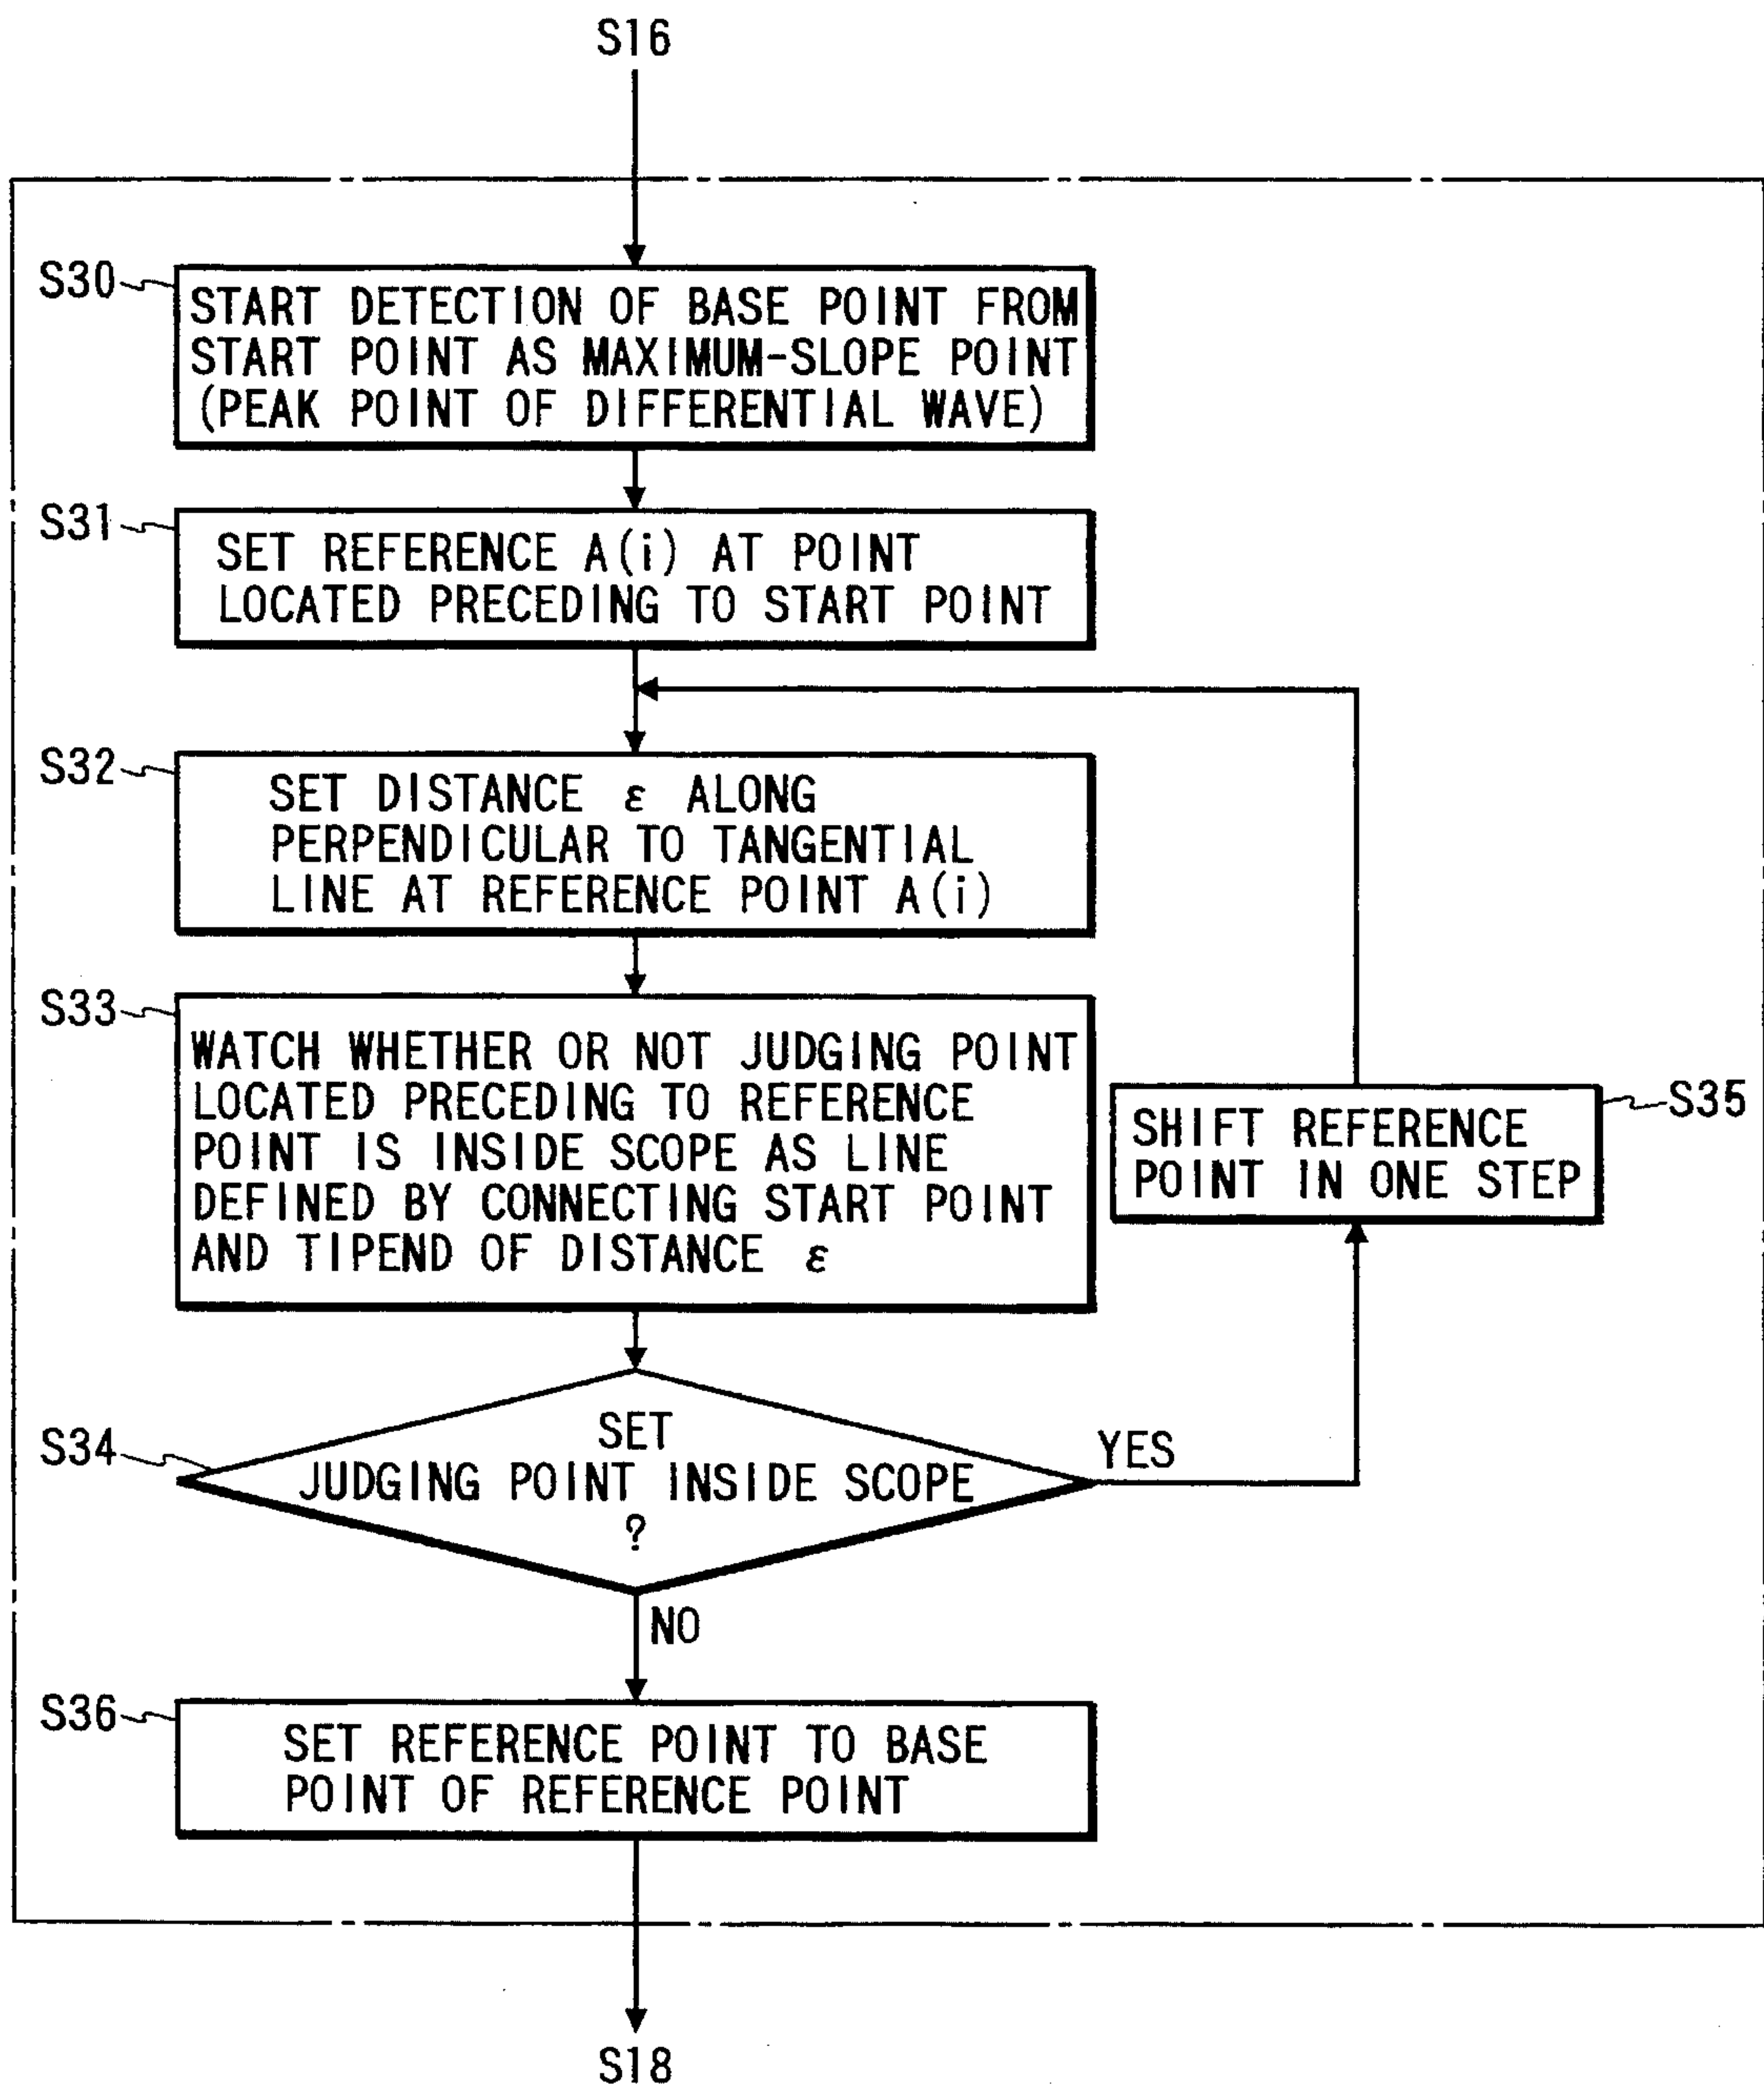 S16
S30
START DETECTION OF BASE POINT FROM
START POINT AS MAXIMUM-SLOPE POINT
(PEAK POINT OF DIFFERENTIAL WAVE)
S31
SET REFERENCE A(i) AT POINT
LOCATED PRECEDING TO START POINT
S32
SET DISTANCE ε ALONG
PERPENDICULAR TO TANGENTIAL
LINE AT REFERENCE POINT A(i)
S33
WATCH WHETHER OR NOT JUDGING POINT
LOCATED PRECEDING TO REFERENCE
POINT IS INSIDE SCOPE AS LINE
DEFINED BY CONNECTING START POINT
AND TIPEND OF DISTANCE ε
S35
SHIFT REFERENCE
POINT IN ONE STEP
S34
SET
JUDGING POINT INSIDE SCOPE
?
YES
NO
S36
SET REFERENCE POINT TO BASE
POINT OF REFERENCE POINT
S18